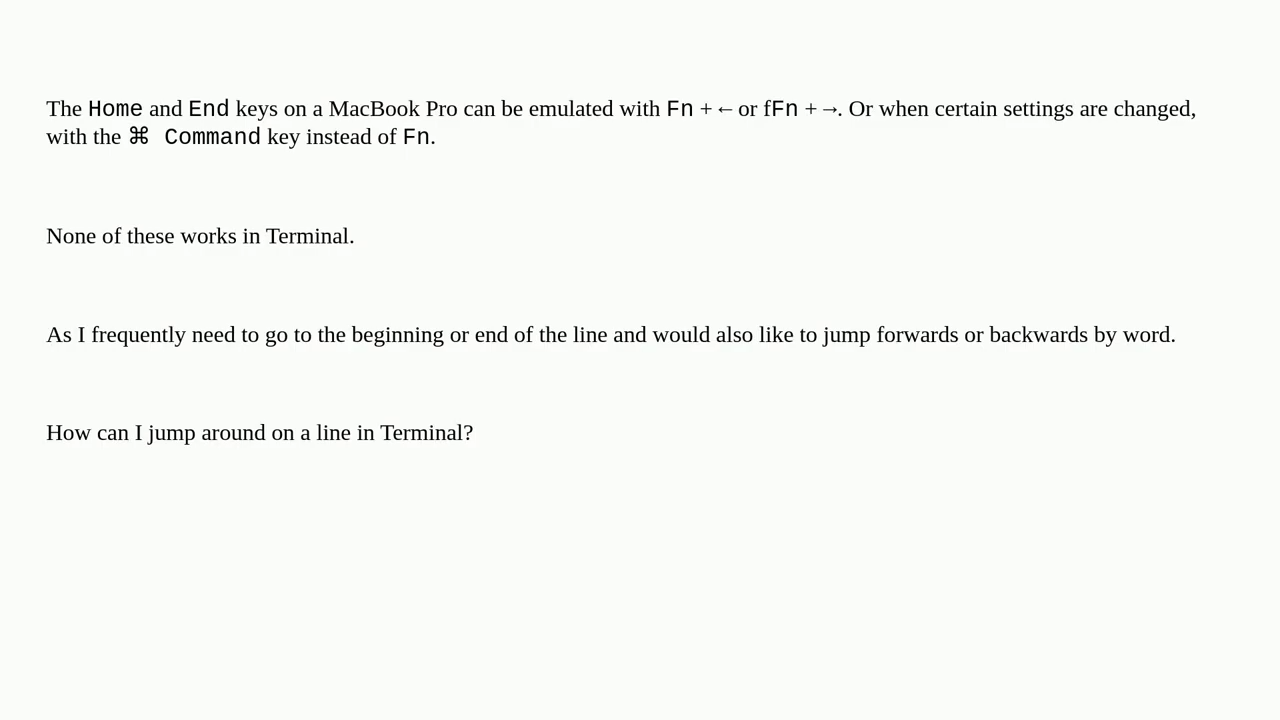 The Home and End keys on a MacBook Pro can be emulated with Fn + ← or fFn + →. Or when certain settings are changed,
with the ⌘ Command key instead of Fn.
None of these works in Terminal.
As I frequently need to go to the beginning or end of the line and would also like to jump forwards or backwards by word.
How can I jump around on a line in Terminal?